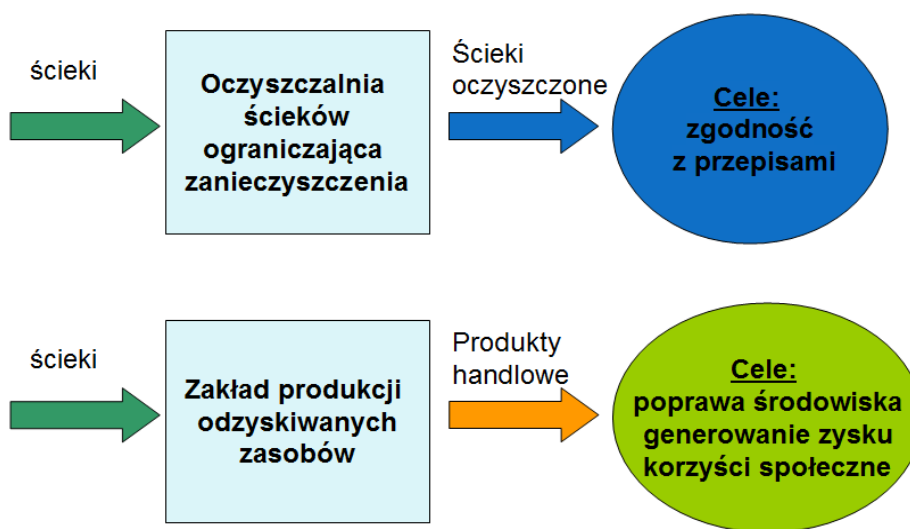 ścieki
Oczyszczalnia
ścieków
ograniczająca
zanieczyszczenia
Ścieki
oczyszczone
Cele:
zgodność
z przepisami
ścieki
Zakład produkcji
odzyskiwanych
zasobów
Produkty
handlowe
Cele:
poprawa środowiska
generowanie zysku
korzyści społeczne